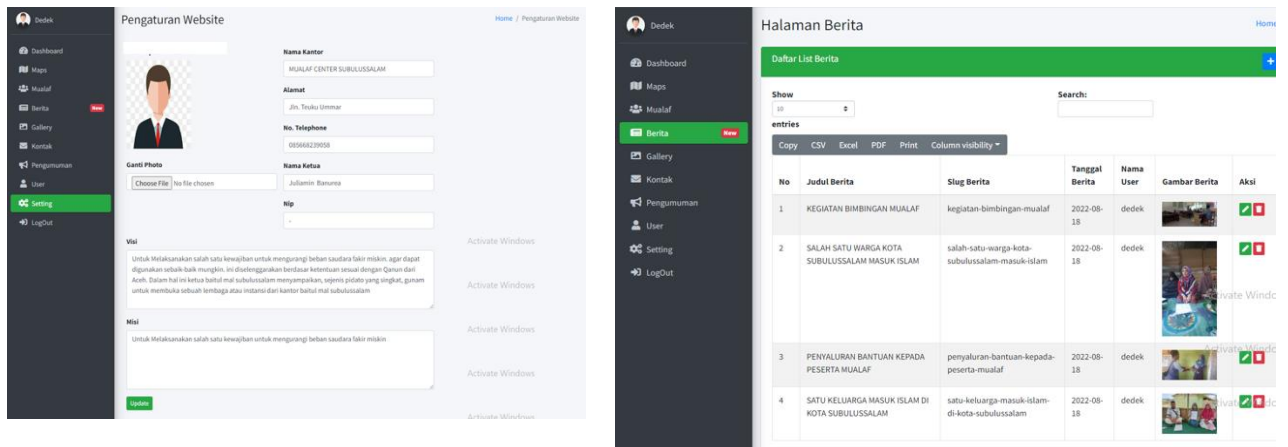 Dedek
Dashboard
Maps
Mualaf
Berita New
Gallery
Kontak
Pengumuman
User
Setting
LogOut
Pengaturan Website
Home / Pengaturan Website
Ganti Photo
Choose File No file chosen
Nama Kantor
MUALAF CENTER SUBULUSSALAM
Alamat
Jln. Teuku Ummar
No. Telephone
085668239058
Nama Ketua
Juliamin Banurea
Nip
-
Visi
Untuk Melaksanakan salah satu kewajiban untuk mengurangi beban saudara fakir miskin. agar dapat
digunakan sebaik-baik mungkin. ini diselenggarakan berdasar ketentuan sesuai dengan Qanun dari
Aceh. Dalam hal ini ketua baitul mal subulussalam menyampaikan, sejenis pidato yang singkat, gunam
untuk membuka sebuah lembaga atau instansi dari kantor baitul mal subulussalam
Misi
Untuk Melaksanakan salah satu kewajiban untuk mengurangi beban saudara fakir miskin
Update
Activate Windows
Activate Windows
Activate Windows
Activate Windows
Activate Windows
Dedek
Dashboard
Maps
Mualaf
Berita New
Gallery
Kontak
Pengumuman
User
Setting
LogOut
Halaman Berita
Home
Daftar List Berita
+
Show
10
entries
Search:
Copy CSV Excel PDF Print Column visibility
No Judul Berita Slug Berita Tanggal Berita Nama User Gambar Berita Aksi
1 KEGIATAN BIMBINGAN MUALAF kegiatan-bimbingan-mualaf 2022-08-18 dedek
2 SALAH SATU WARGA KOTA SUBULUSSALAM MASUK ISLAM salah-satu-warga-kota-subulussalam-masuk-islam 2022-08-18 dedek
3 PENYALURAN BANTUAN KEPADA PESERTA MUALAF penyaluran-bantuan-kepada-peserta-mualaf 2022-08-18 dedek
4 SATU KELUARGA MASUK ISLAM DI KOTA SUBULUSSALAM satu-keluarga-masuk-islam-di-kota-subulussalam 2022-08-18 dedek